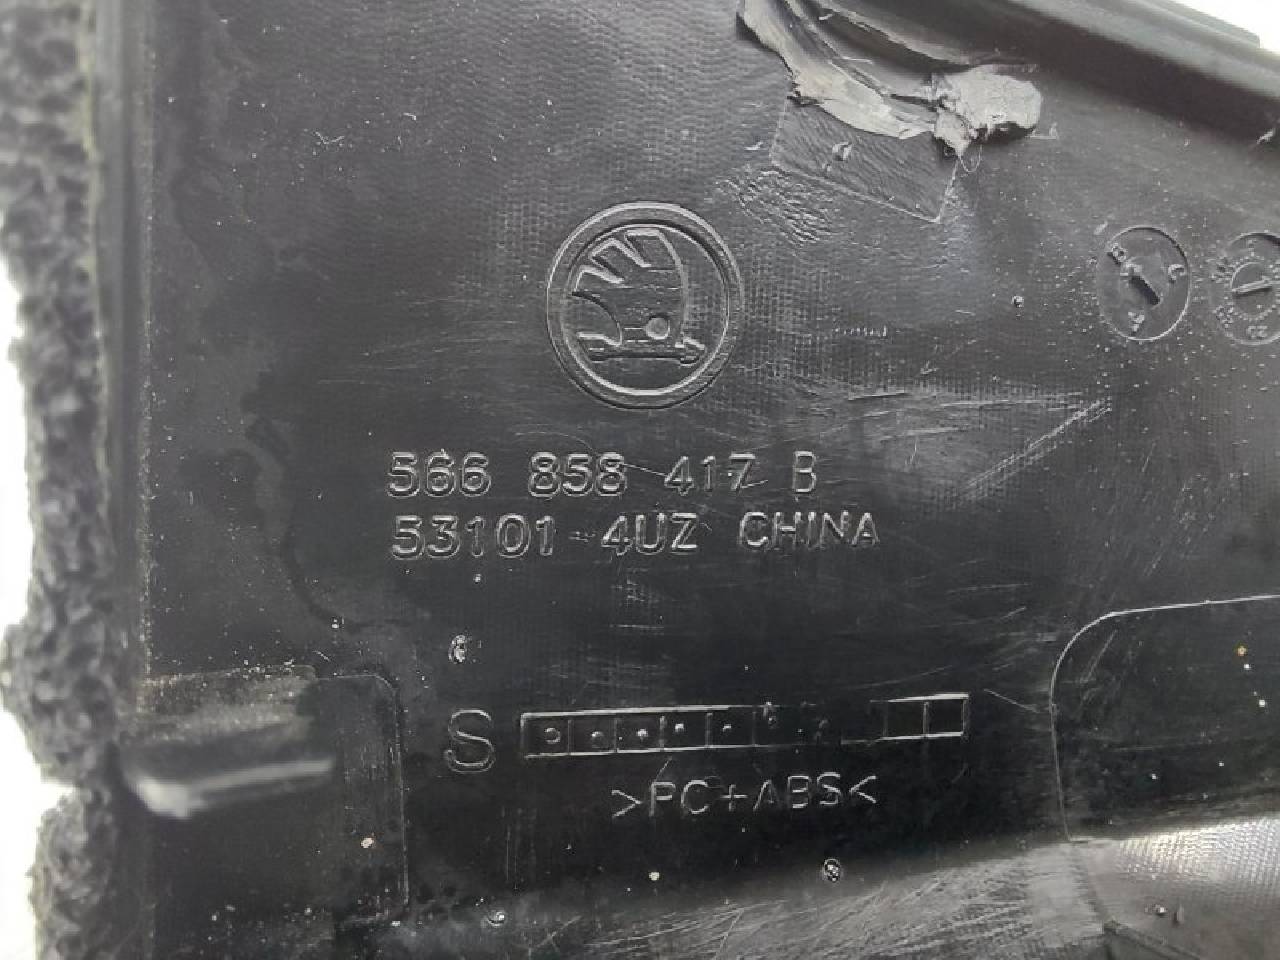 566 858 417 B
53101 4UZ CHINA
S
>PC+ABS<
A B C